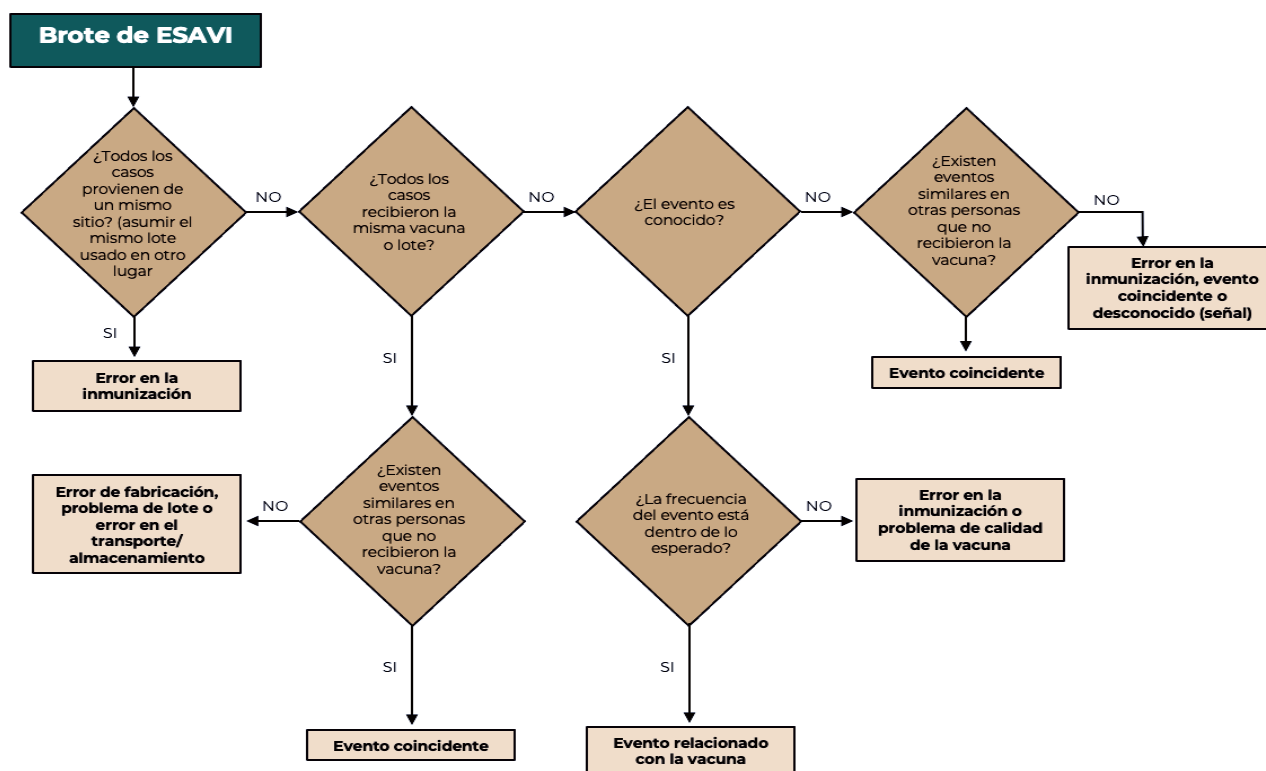 Brote de ESAVI
¿Todos los
casos
provienen de
un mismo
sitio? (asumir el
mismo lote
usado en otro
lugar
NO
¿Todos los
casos
recibieron la
misma vacuna
o lote?
NO
¿El evento es
conocido?
NO
¿Existen
eventos
similares en
otras personas
que no
recibieron la
vacuna?
NO
Error en la
inmunización, evento
coincidente o
desconocido (señal)
SI
Error en la
inmunización
SI
SI
Evento coincidente
Error de fabricación,
problema de lote o
error en el
transporte/
almacenamiento
NO
¿Existen
eventos
similares en
otras personas
que no
recibieron la
vacuna?
¿La frecuencia
del evento está
dentro de lo
esperado?
NO
Error en la
inmunización o
problema de calidad
de la vacuna
SI
Evento coincidente
SI
Evento relacionado
con la vacuna